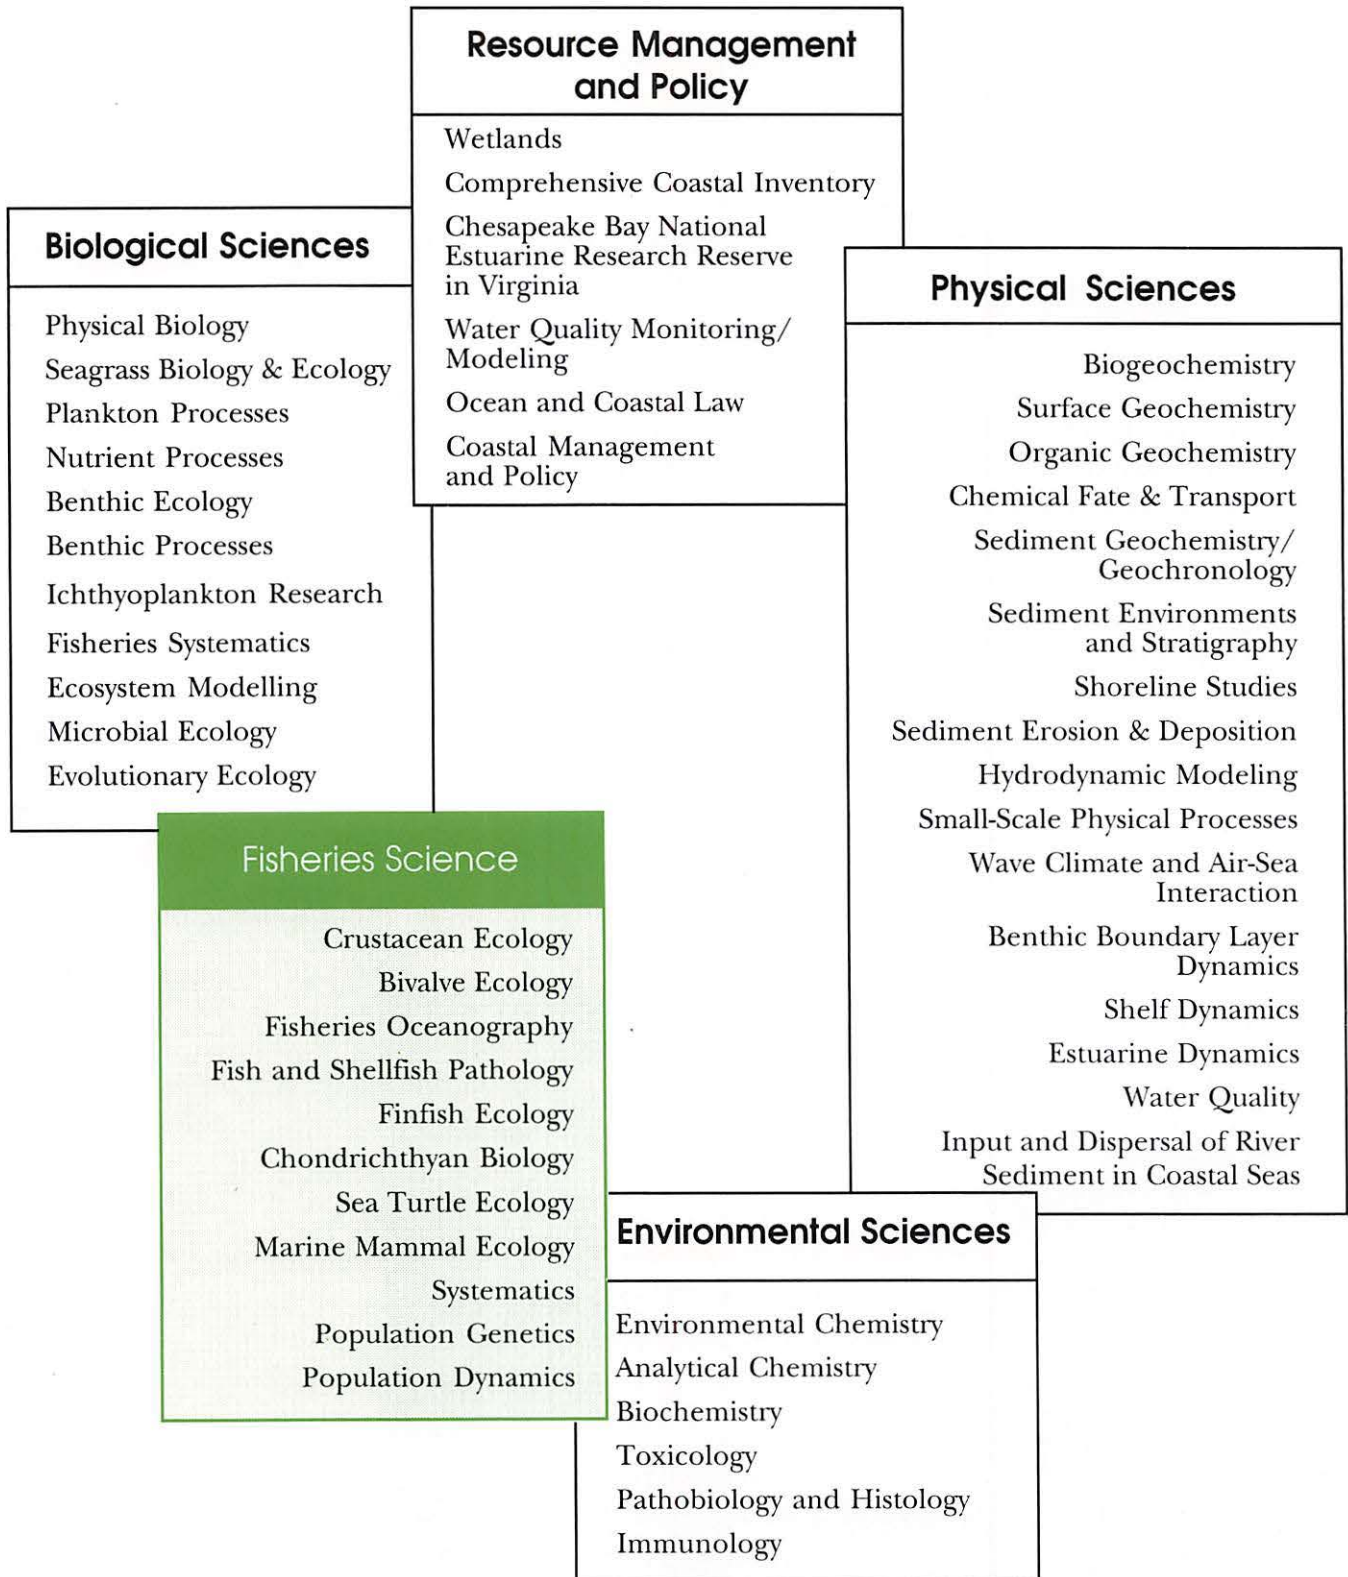 Resource Management
and Policy
Wetlands
Comprehensive Coastal Inventory
Chesapeake Bay National
Estuarine Research Reserve
in Virginia
Water Quality Monitoring/
Modeling
Ocean and Coastal Law
Coastal Management
and Policy
Biological Sciences
Physical Biology
Seagrass Biology & Ecology
Plankton Processes
Nutrient Processes
Benthic Ecology
Benthic Processes
Ichthyoplankton Research
Fisheries Systematics
Ecosystem Modelling
Microbial Ecology
Evolutionary Ecology
Physical Sciences
Biogeochemistry
Surface Geochemistry
Organic Geochemistry
Chemical Fate & Transport
Sediment Geochemistry/
Geochronology
Sediment Environments
and Stratigraphy
Shoreline Studies
Sediment Erosion & Deposition
Hydrodynamic Modeling
Small-Scale Physical Processes
Wave Climate and Air-Sea
Interaction
Benthic Boundary Layer
Dynamics
Shelf Dynamics
Estuarine Dynamics
Water Quality
Input and Dispersal of River
Sediment in Coastal Seas
Fisheries Science
Crustacean Ecology
Bivalve Ecology
Fisheries Oceanography
Fish and Shellfish Pathology
Finfish Ecology
Chondrichthyan Biology
Sea Turtle Ecology
Marine Mammal Ecology
Systematics
Population Genetics
Population Dynamics
Environmental Sciences
Environmental Chemistry
Analytical Chemistry
Biochemistry
Toxicology
Pathobiology and Histology
Immunology